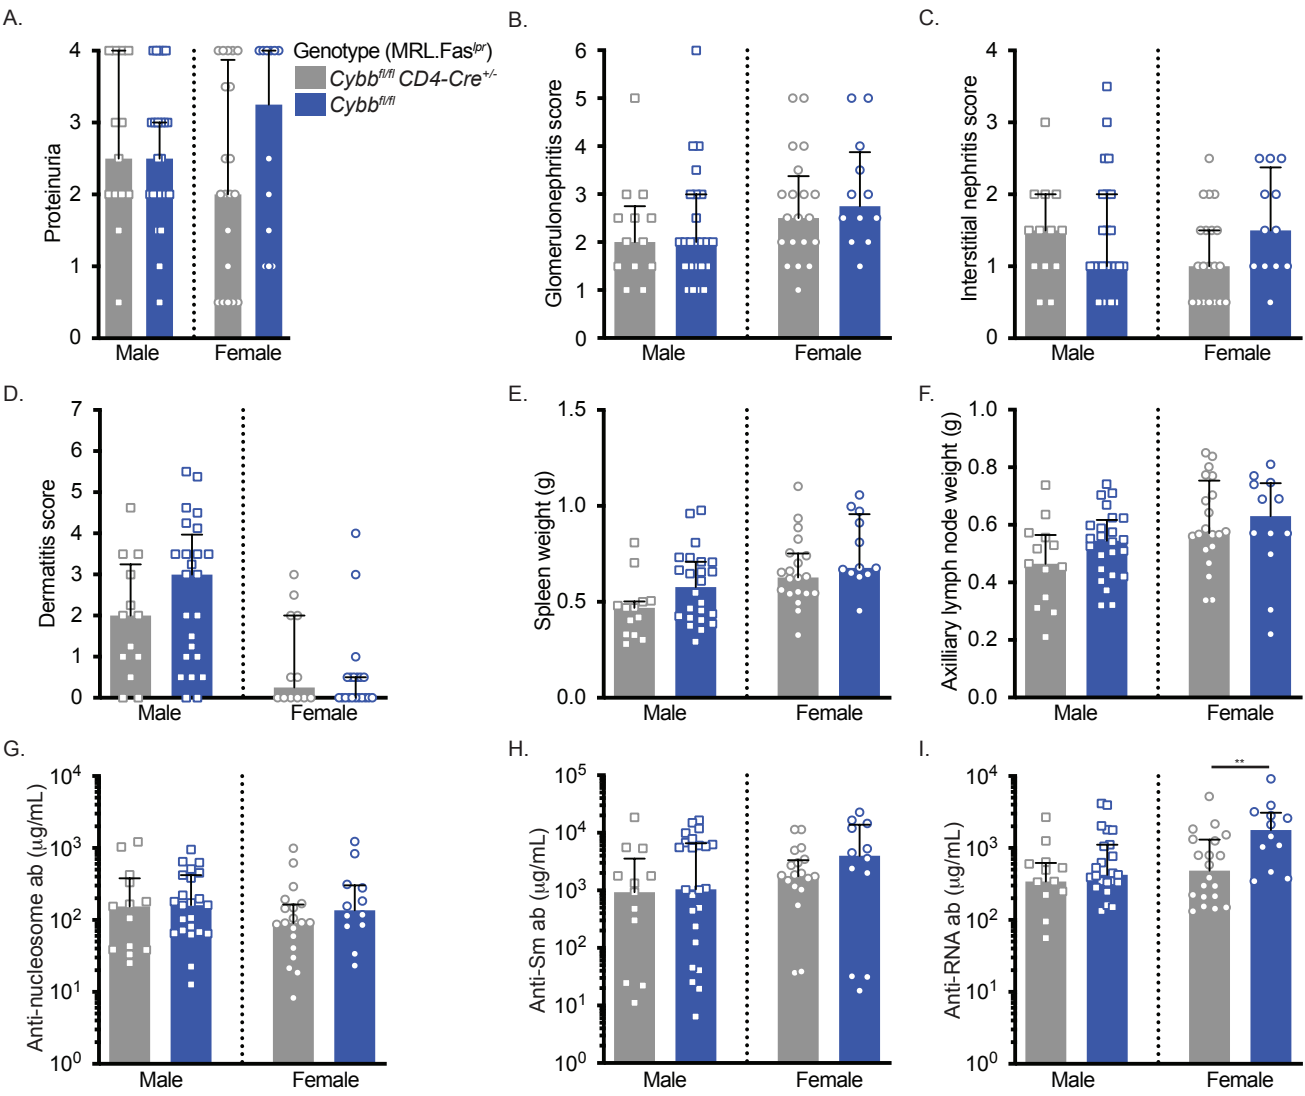 A.
Proteinuria
4
3
2
1
0
Male
Female
Genotype (MRL.Fas^lpr)
Cybb^fl/fl CD4-Cre^+/-
Cybb^fl/fl
B.
Glomerulonephritis score
6
5
4
3
2
1
0
Male
Female
C.
Interstitial nephritis score
4
3
2
1
0
Male
Female
D.
Dermatitis score
7
6
5
4
3
2
1
0
Male
Female
E.
Spleen weight (g)
1.5
1.0
0.5
0.0
Male
Female
F.
Axilliary lymph node weight (g)
1.0
0.8
0.6
0.4
0.2
0.0
Male
Female
G.
Anti-nucleosome ab (μg/mL)
10^4
10^3
10^2
10^1
10^0
Male
Female
H.
Anti-Sm ab (μg/mL)
10^5
10^4
10^3
10^2
10^1
10^0
Male
Female
I.
Anti-RNA ab (μg/mL)
10^4
10^3
10^2
10^1
10^0
**
Male
Female